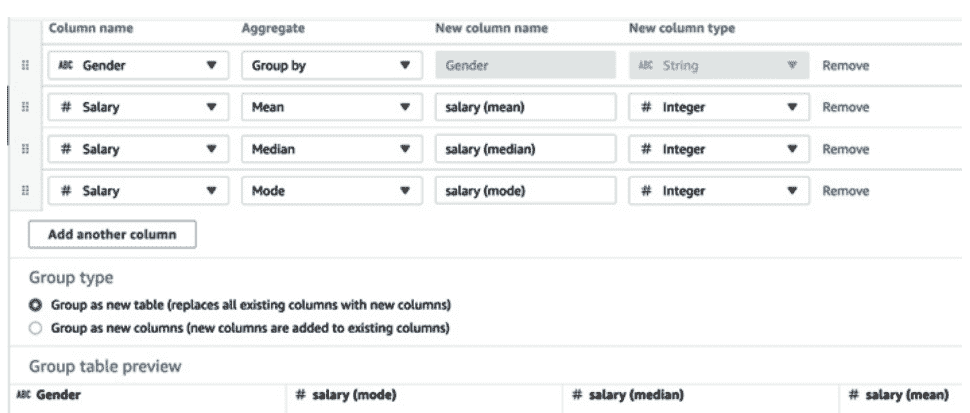 Column name Aggregate New column name New column type
ABC Gender Group by Gender ABC String Remove
# Salary Mean salary (mean) # Integer Remove
# Salary Median salary (median) # Integer Remove
# Salary Mode salary (mode) # Integer Remove
Add another column
Group type
Group as new table (replaces all existing columns with new columns)
Group as new columns (new columns are added to existing columns)
Group table preview
ABC Gender # salary (mode) # salary (median) # salary (mean)